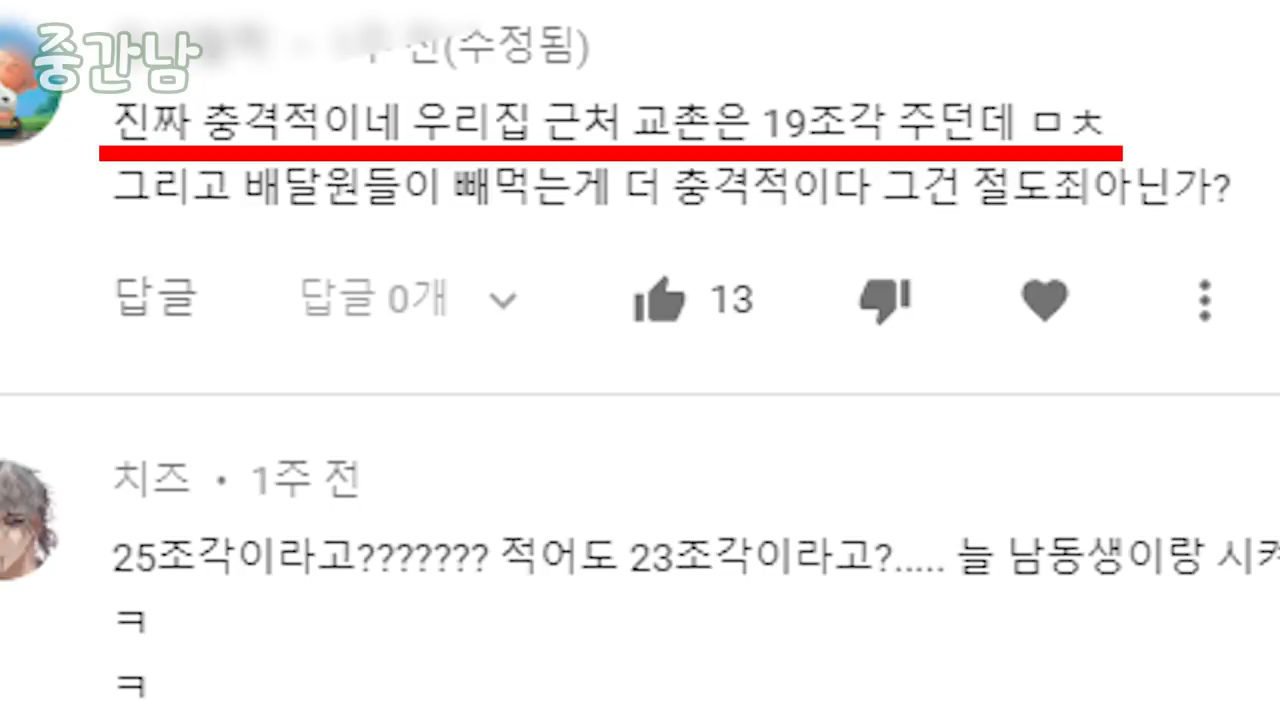 중간남
전(수정됨)
진짜 충격적이네 우리집 근처 교촌은 19조각 주던데 ㅁㅊ
그리고 배달원들이 빼먹는게 더 충격적이다 그건 절도죄아닌가?
답글 답글 0개 13
치즈 • 1주 전
25조각이라고??????? 적어도 23조각이라고?..... 늘 남동생이랑 시켜
ㅋ
ㅋ